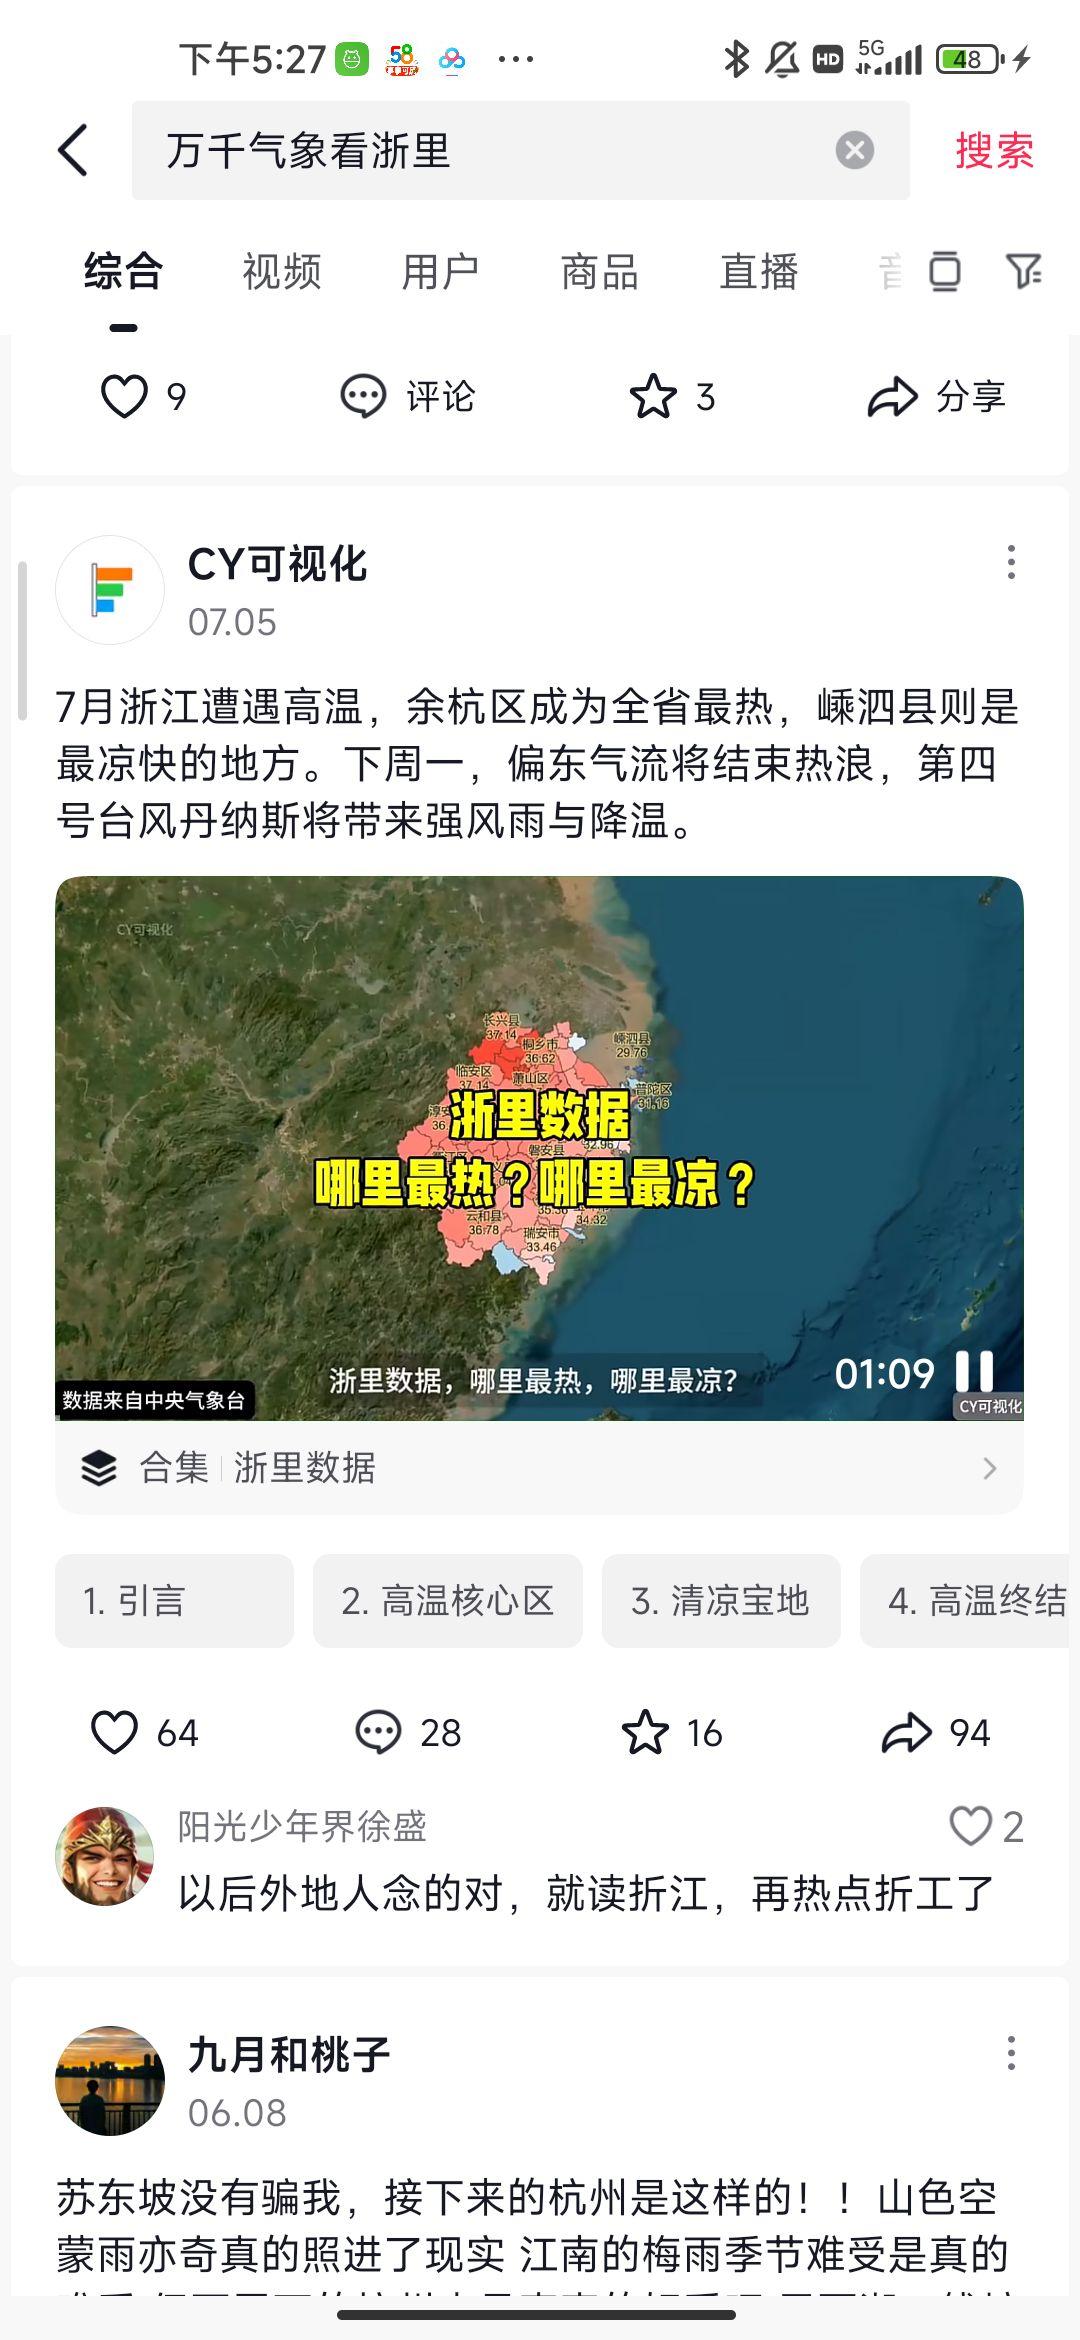 下午5:27
58
HD
5G
48
万千气象看浙里
搜索
综合
视频
用户
商品
直播
9
评论
3
分享
CY可视化
07.05
7月浙江遭遇高温，余杭区成为全省最热，嵊泗县则是
最凉快的地方。下周一，偏东气流将结束热浪，第四
号台风丹纳斯将带来强风雨与降温。
CY可视化
长兴县
37.14
桐乡市
36.62
嵊泗县
29.76
临安区
37.14
萧山区
普陀区
31.16
浙里数据
32.96
磐安县
哪里最热？哪里最凉？
34.32
云和县
36.78
瑞安市
33.46
浙里数据，哪里最热，哪里最凉？
01:09
数据来自中央气象台
CY可视化
合集
浙里数据
1. 引言
2. 高温核心区
3. 清凉宝地
4. 高温终结
64
28
16
94
阳光少年界徐盛
2
以后外地人念的对，就读折江，再热点折工了
九月和桃子
06.08
苏东坡没有骗我，接下来的杭州是这样的！！山色空
蒙雨亦奇真的照进了现实 江南的梅雨季节难受是真的